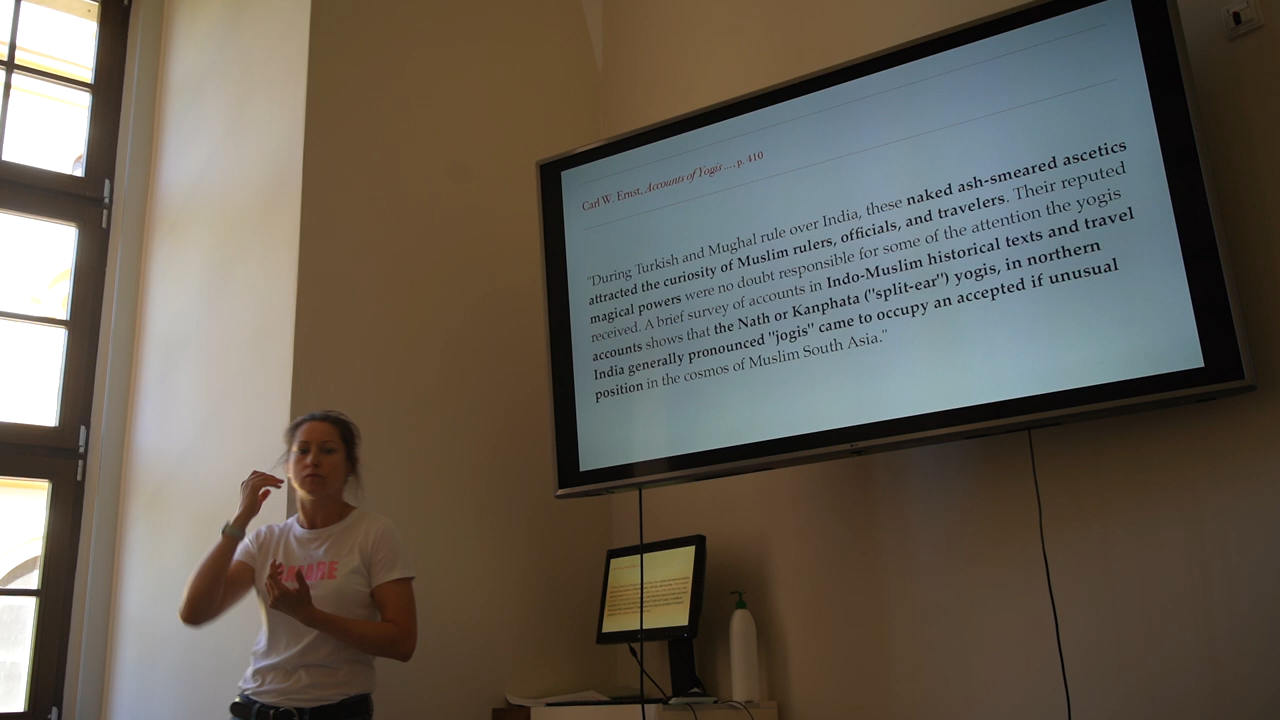 Carl W. Ernst, Accounts of Yogis ..., p. 410
"During Turkish and Mughal rule over India, these naked ash-smeared ascetics
attracted the curiosity of Muslim rulers, officials, and travelers. Their reputed
magical powers were no doubt responsible for some of the attention the yogis
received. A brief survey of accounts in Indo-Muslim historical texts and travel
accounts shows that the Nath or Kanphata ("split-ear") yogis, in northern
India generally pronounced "jogis" came to occupy an accepted if unusual
position in the cosmos of Muslim South Asia."